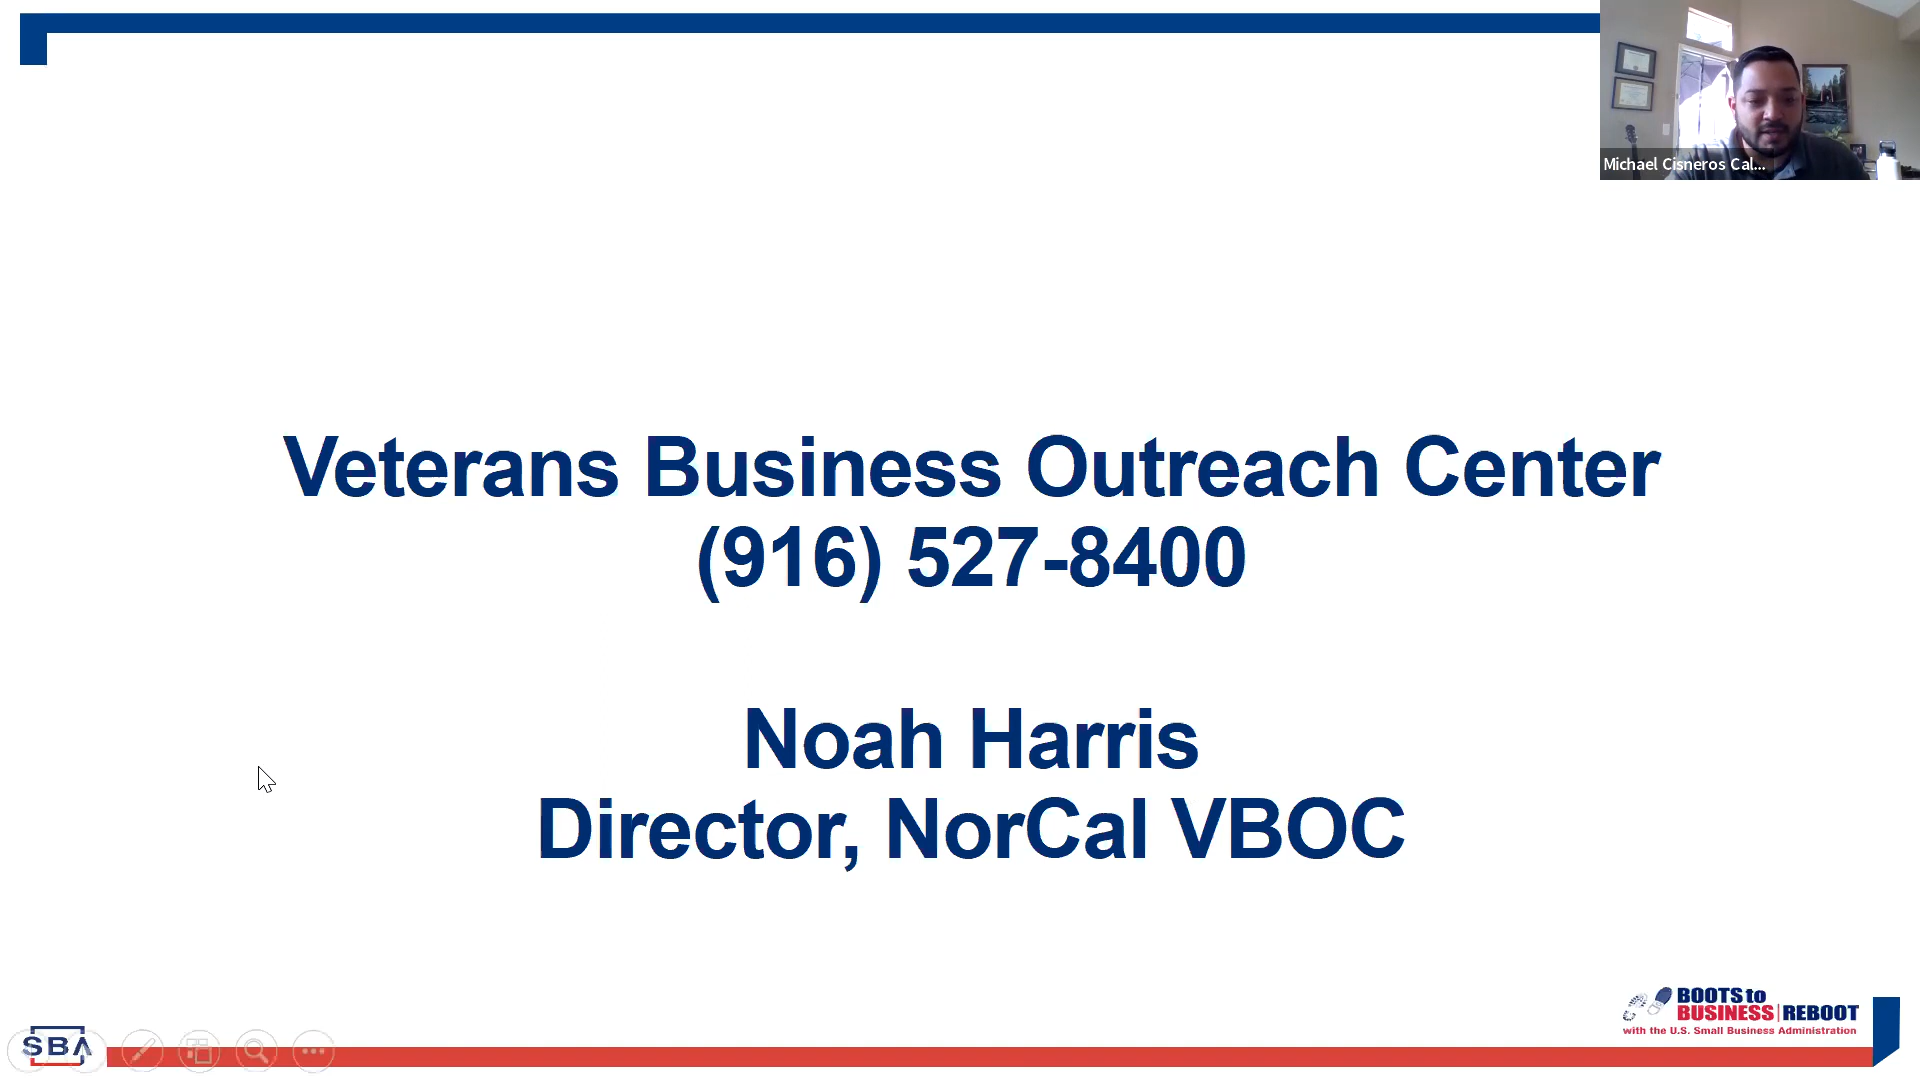 Michael Cisneros Cal...
Veterans Business Outreach Center
(916) 527-8400
Noah Harris
Director, NorCal VBOC
BOOTS to
BUSINESS | REBOOT
with the U.S. Small Business Administration
SBA